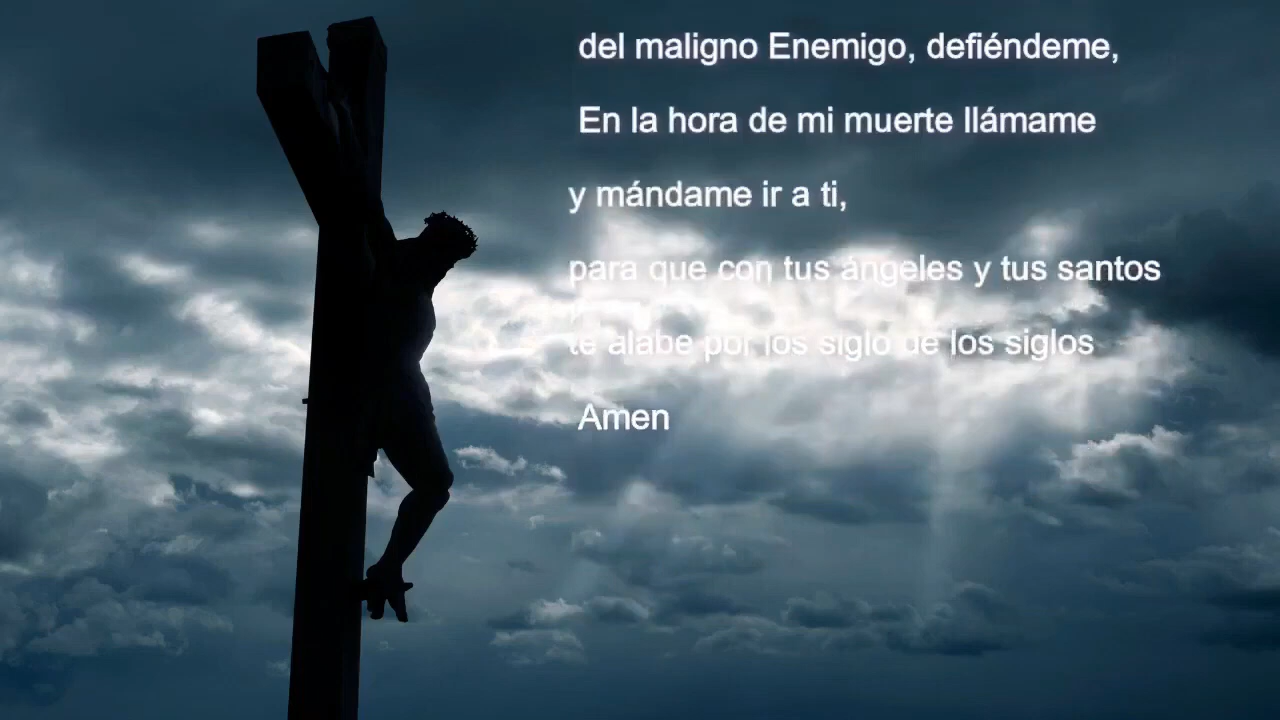 del maligno Enemigo, defiéndeme,
En la hora de mi muerte llámame
y mándame ir a ti,
para que con tus ángeles y tus santos
te alabe por los siglo de los siglos
Amen